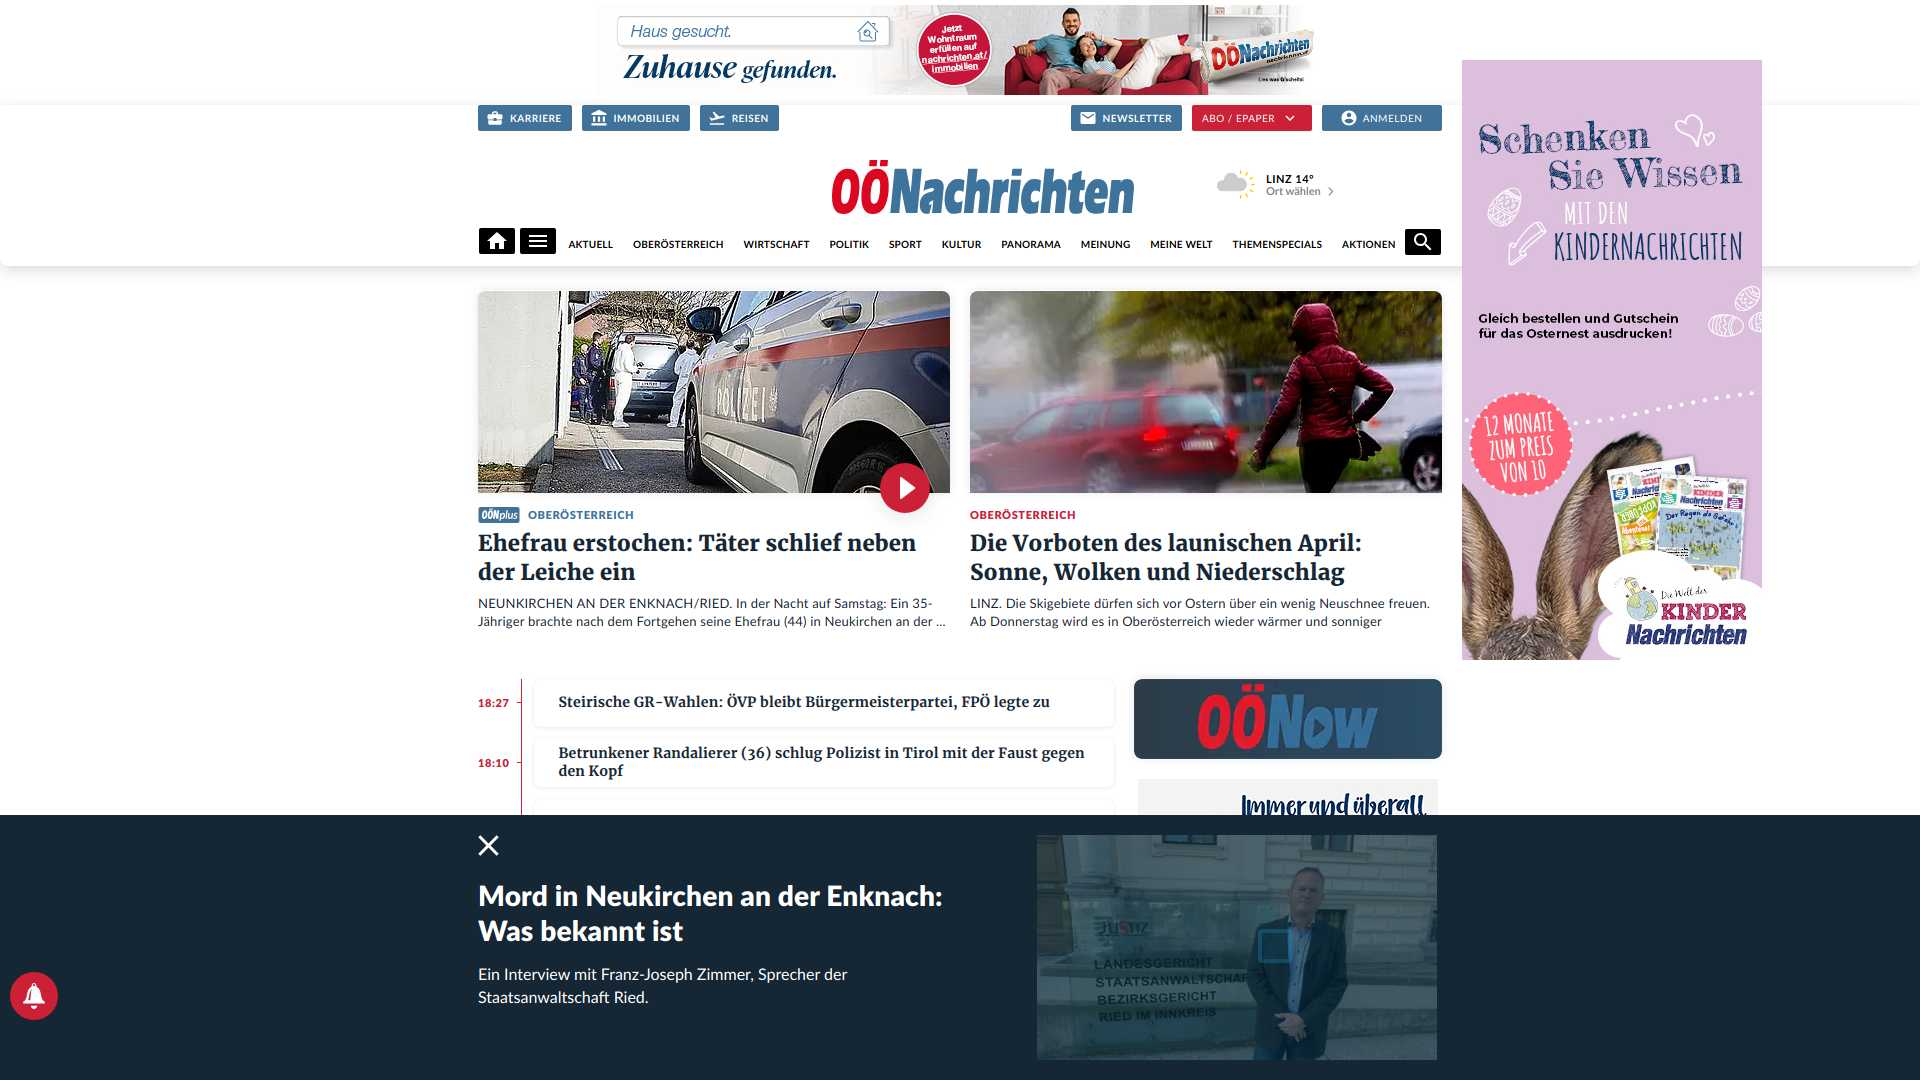 Haus gesucht.
Zuhause gefunden.
Jetzt
Wohntraum
erfüllen auf
nachrichten.at/
immobilien
OÖNachrichten
Lies was G'scheits!
KARRIERE
IMMOBILIEN
REISEN
NEWSLETTER
ABO / EPAPER
ANMELDEN
OÖNachrichten
LINZ 14°
Ort wählen
AKTUELL
OBERÖSTERREICH
WIRTSCHAFT
POLITIK
SPORT
KULTUR
PANORAMA
MEINUNG
MEINE WELT
THEMENSPECIALS
AKTIONEN
Schenken
Sie Wissen
MIT DEN
KINDERNACHRICHTEN
Gleich bestellen und Gutschein
für das Osternest ausdrucken!
12 MONATE
ZUM PREIS
VON 10
KINDER
Nachrichten
Die Welt der
KINDER
Nachrichten
POLIZEI
OÖNplus OBERÖSTERREICH
Ehefrau erstochen: Täter schlief neben
der Leiche ein
NEUNKIRCHEN AN DER ENKNACH/RIED. In der Nacht auf Samstag: Ein 35-
Jähriger brachte nach dem Fortgehen seine Ehefrau (44) in Neukirchen an der ...
OBERÖSTERREICH
Die Vorboten des launischen April:
Sonne, Wolken und Niederschlag
LINZ. Die Skigebiete dürfen sich vor Ostern über ein wenig Neuschnee freuen.
Ab Donnerstag wird es in Oberösterreich wieder wärmer und sonniger
18:27
Steirische GR-Wahlen: ÖVP bleibt Bürgermeisterpartei, FPÖ legte zu
18:10
Betrunkener Randalierer (36) schlug Polizist in Tirol mit der Faust gegen
den Kopf
OÖNow
Immer und überall
Mord in Neukirchen an der Enknach:
Was bekannt ist
Ein Interview mit Franz-Joseph Zimmer, Sprecher der
Staatsanwaltschaft Ried.
LANDESGERICHT
STAATSANWALTSCHAF
BEZIRKSGERICHT
RIED IM INNKREIS